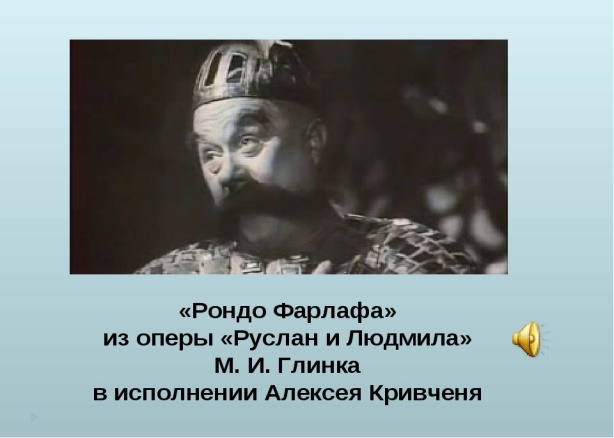 «Рондо Фарлафа»
из оперы «Руслан и Людмила»
М. И. Глинка
в исполнении Алексея Кривченя